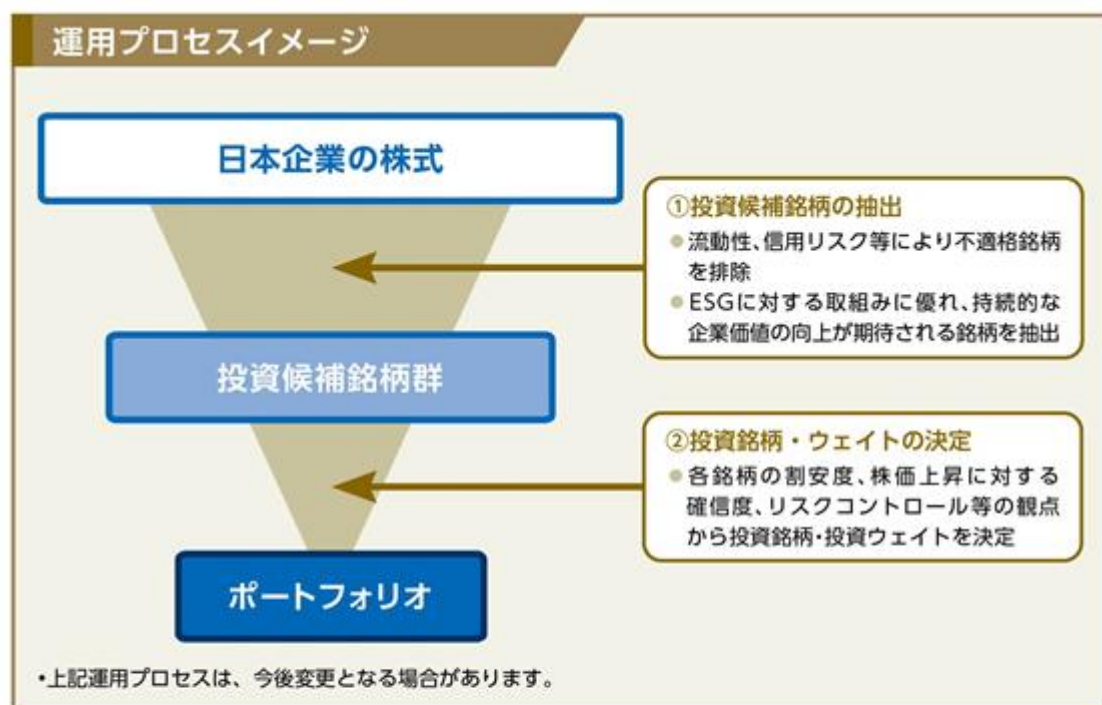 運用プロセスイメージ
日本企業の株式
①投資候補銘柄の抽出
●流動性、信用リスク等により不適格銘柄
を排除
●ESGに対する取組みに優れ、持続的な
企業価値の向上が期待される銘柄を抽出
投資候補銘柄群
②投資銘柄・ウェイトの決定
●各銘柄の割安度、株価上昇に対する
確信度、リスクコントロール等の観点
から投資銘柄・投資ウェイトを決定
ポートフォリオ
・上記運用プロセスは、今後変更となる場合があります。